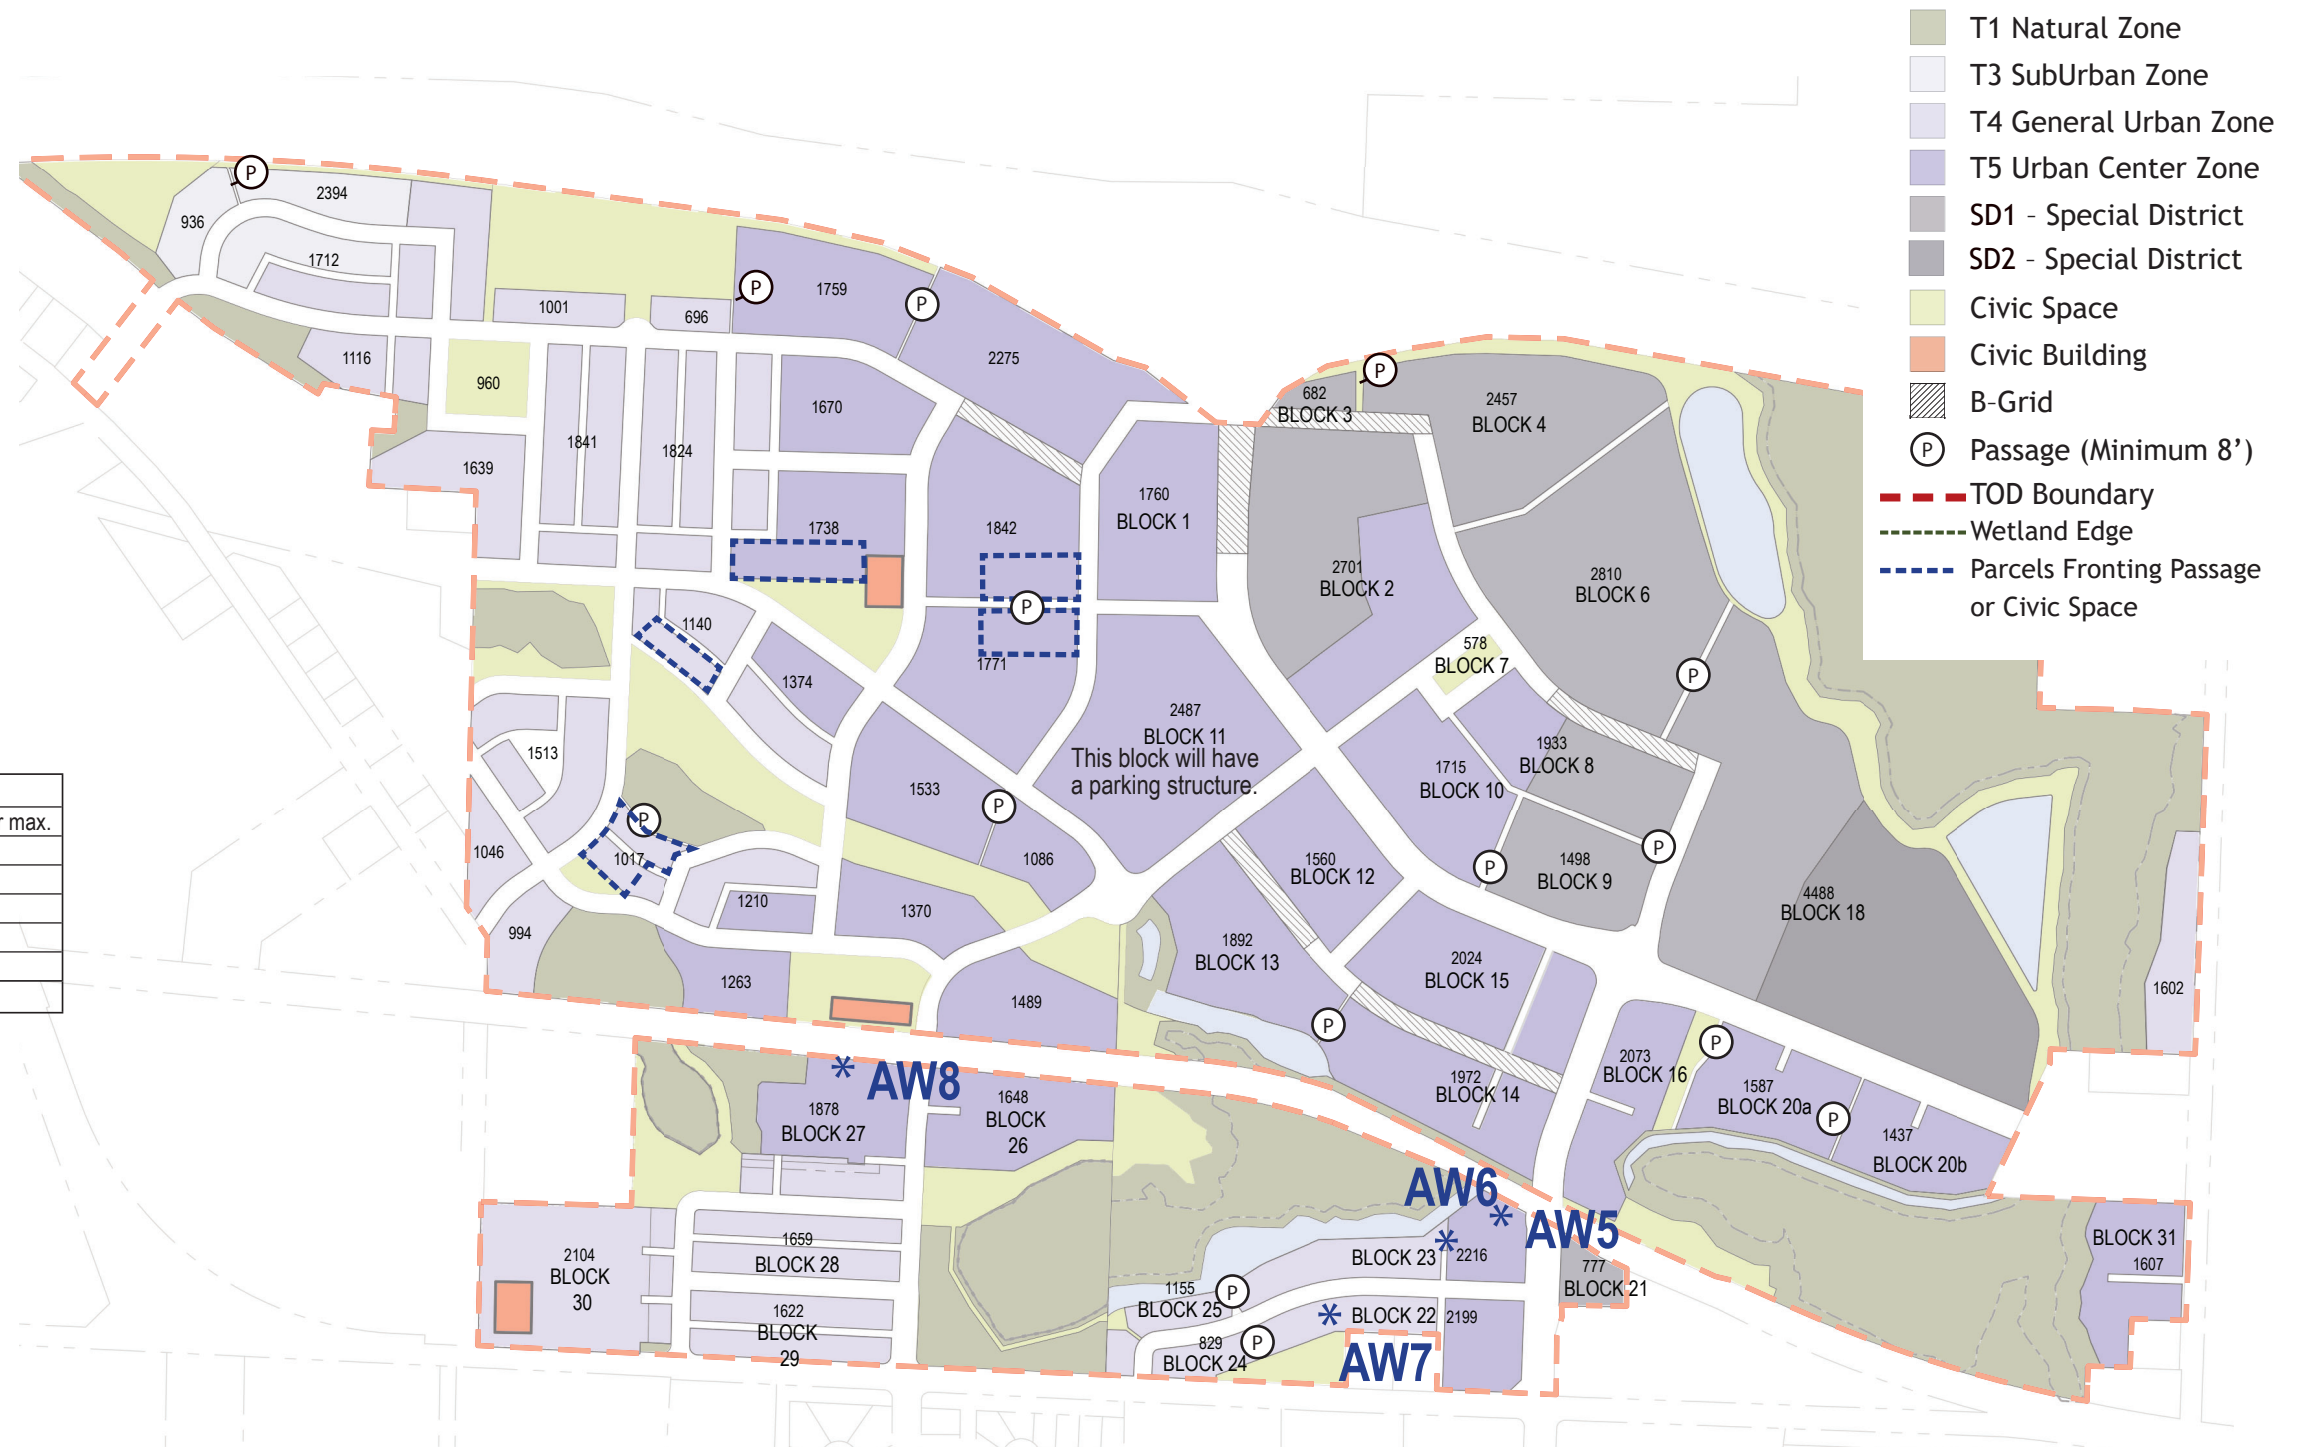 T1 Natural Zone
T3 SubUrban Zone
T4 General Urban Zone
T5 Urban Center Zone
SD1 - Special District
SD2 - Special District
Civic Space
Civic Building
B-Grid
P Passage (Minimum 8’)
TOD Boundary
Wetland Edge
Parcels Fronting Passage
or Civic Space
P
2394
936
1712
1001
696
P
1759
P
2275
1116
960
1670
1841
1824
1639
1738
1842
1760
BLOCK 1
682
BLOCK 3
P
2457
BLOCK 4
2701
BLOCK 2
2810
BLOCK 6
578
BLOCK 7
P
1140
P
1771
1374
2487
BLOCK 11
This block will have
a parking structure.
1513
1533
P
1086
1933
BLOCK 8
1715
BLOCK 10
P
1498
BLOCK 9
P
r max.
P
1017
1046
1210
1370
994
1263
1489
1560
BLOCK 12
1892
BLOCK 13
2024
BLOCK 15
4488
BLOCK 18
1602
P
1972
BLOCK 14
2073
BLOCK 16
P
1587
BLOCK 20a
P
1437
BLOCK 20b
* AW8
1878
BLOCK 27
1648
BLOCK
26
2104
BLOCK
30
1659
BLOCK 28
1622
BLOCK
29
AW6
* AW5
*
BLOCK 23
2216
777
BLOCK 21
1155
BLOCK 25
P
* BLOCK 22
2199
829
BLOCK 24
P
AW7
BLOCK 31
1607